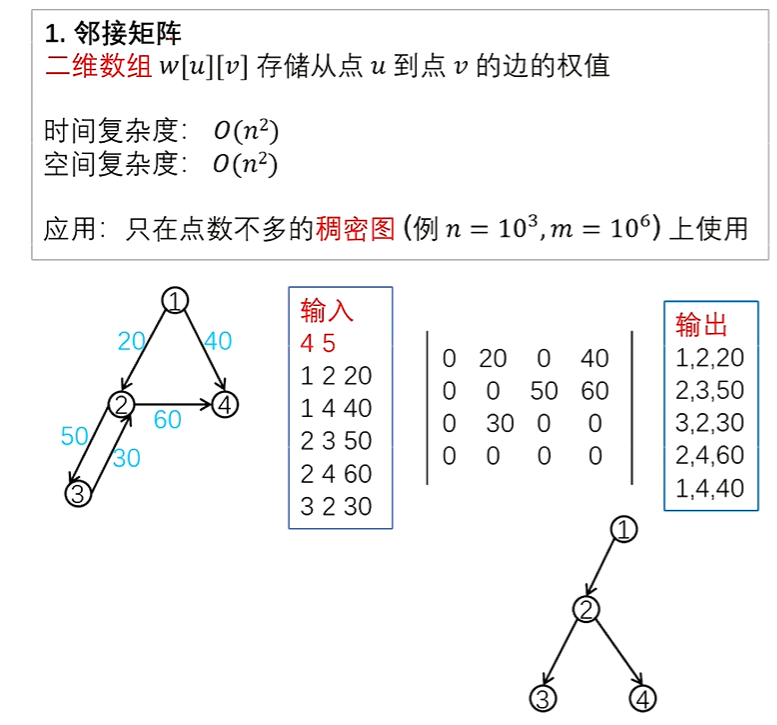 1. 邻接矩阵
二维数组 w[u][v] 存储从点 u 到点 v 的边的权值
时间复杂度: O(n²)
空间复杂度: O(n²)
应用: 只在点数不多的稠密图 (例 n = 10³, m = 10⁶) 上使用
1
20
40
2
4
60
50
30
3
输入
4 5
1 2 20
1 4 40
2 3 50
2 4 60
3 2 30
0 20 0 40
0 0 50 60
0 30 0 0
0 0 0 0
输出
1,2,20
2,3,50
3,2,30
2,4,60
1,4,40
1
2
3
4